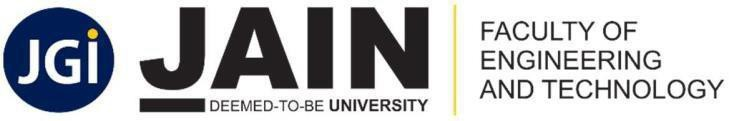 JGi
JAIN
DEEMED-TO-BE UNIVERSITY
FACULTY OF
ENGINEERING
AND TECHNOLOGY